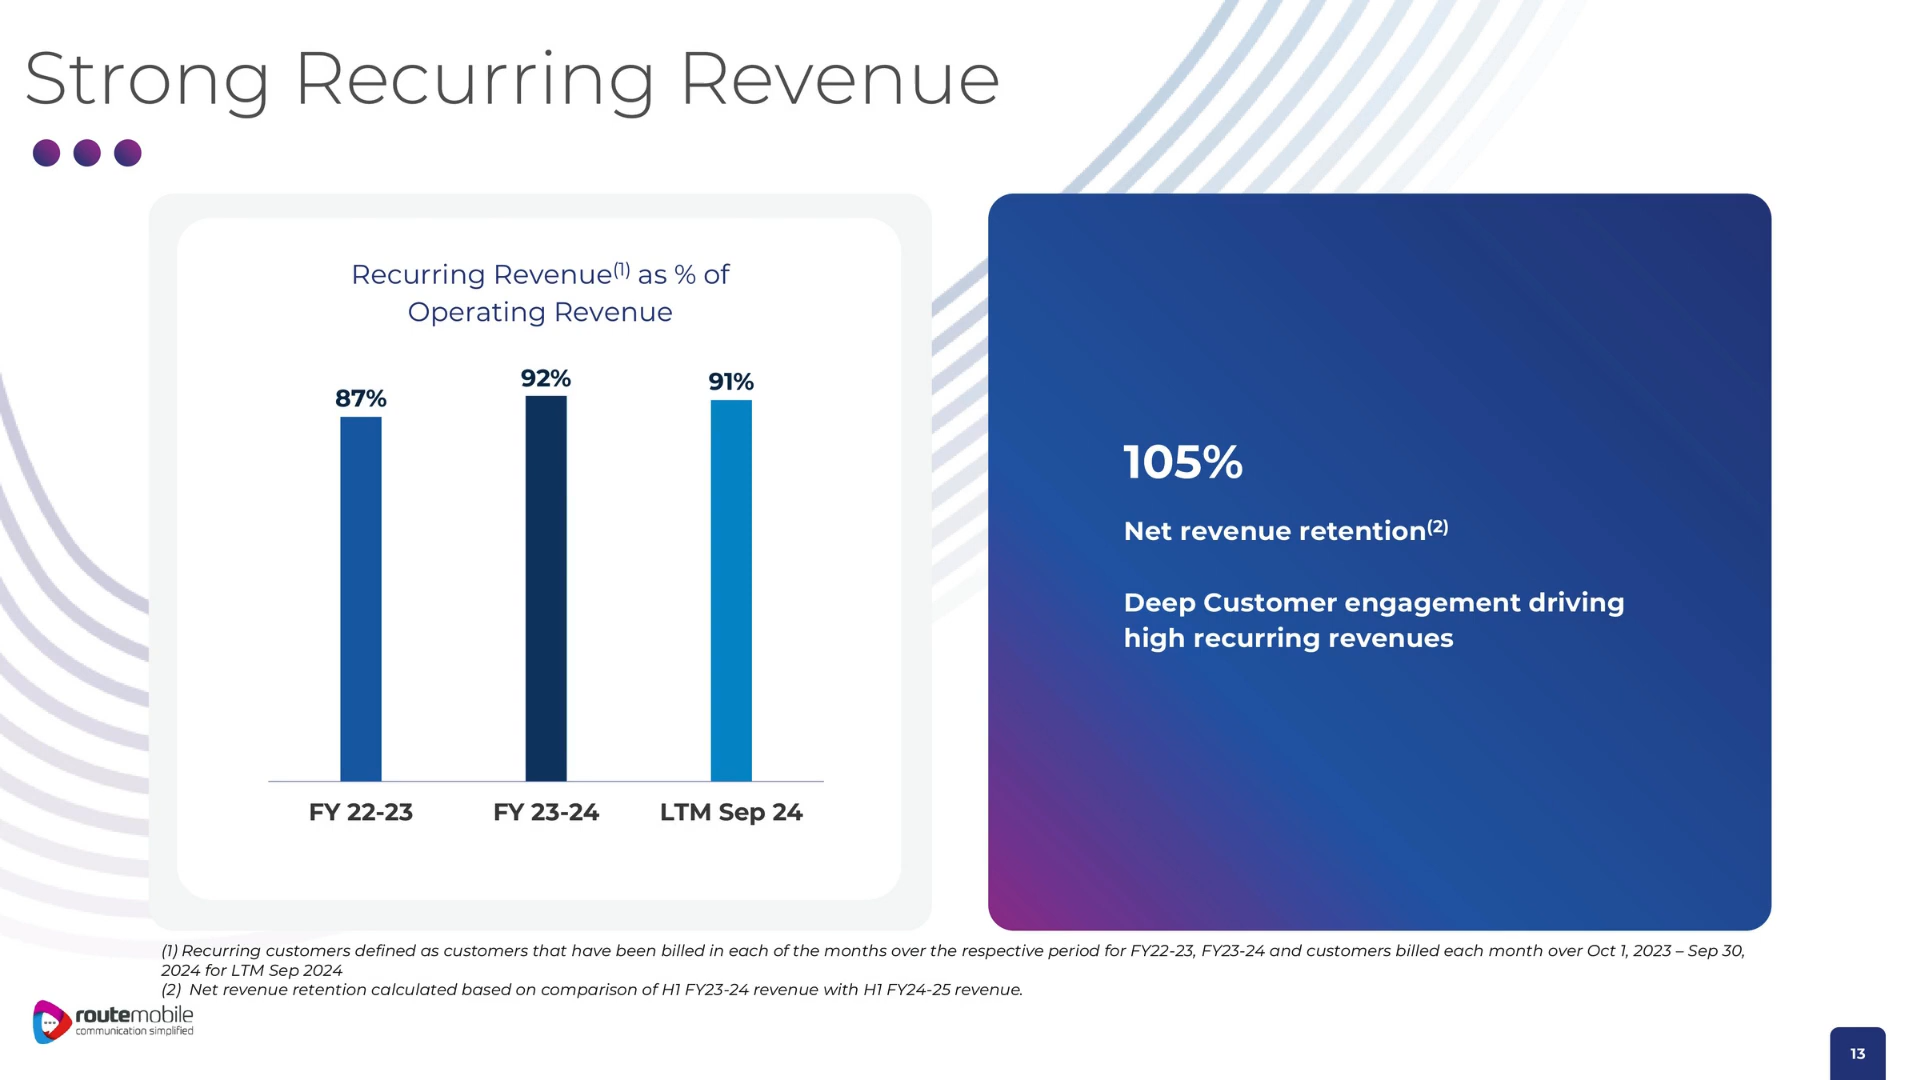 Strong Recurring Revenue
Recurring Revenue(1) as % of
Operating Revenue
87%
92%
91%
FY 22-23
FY 23-24
LTM Sep 24
105%
Net revenue retention(2)
Deep Customer engagement driving
high recurring revenues
(1) Recurring customers defined as customers that have been billed in each of the months over the respective period for FY22-23, FY23-24 and customers billed each month over Oct 1, 2023 – Sep 30,
2024 for LTM Sep 2024
(2) Net revenue retention calculated based on comparison of H1 FY23-24 revenue with H1 FY24-25 revenue.
routemobile
communication simplified
13